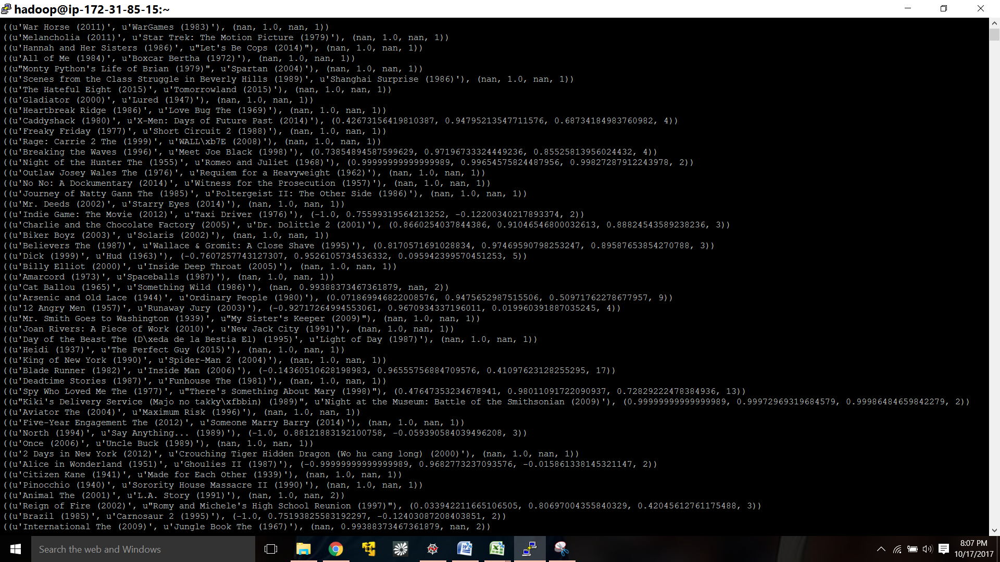 hadoop@ip-172-31-85-15:~
((u'War Horse (2011)', u'WarGames (1983)'), (nan, 1.0, nan, 1))
((u'Melancholia (2011)', u'Star Trek: The Motion Picture (1979)'), (nan, 1.0, nan, 1))
((u'Hannah and Her Sisters (1986)', u"Let's Be Cops (2014)"), (nan, 1.0, nan, 1))
((u'All of Me (1984)', u'Boxcar Bertha (1972)'), (nan, 1.0, nan, 1))
((u"Monty Python's Life of Brian (1979)", u'Spartan (2004)'), (nan, 1.0, nan, 1))
((u'Scenes from the Class Struggle in Beverly Hills (1989)', u'Shanghai Surprise (1986)'), (nan, 1.0, nan, 1))
((u'The Hateful Eight (2015)', u'Tomorrowland (2015)'), (nan, 1.0, nan, 1))
((u'Gladiator (2000)', u'Lured (1947)'), (nan, 1.0, nan, 1))
((u'Heartbreak Ridge (1986)', u'Love Bug The (1969)'), (nan, 1.0, nan, 1))
((u'Caddyshack (1980)', u'X-Men: Days of Future Past (2014)'), (0.42673156419810387, 0.94795213547711576, 0.68734184983760982, 4))
((u'Freaky Friday (1977)', u'Short Circuit 2 (1988)'), (nan, 1.0, nan, 1))
((u'Rage: Carrie 2 The (1999)', u'WALL\xb7E (2008)'), (nan, 1.0, nan, 1))
((u'Breaking the Waves (1996)', u'Meet Joe Black (1998)'), (0.73854894587599629, 0.97196733324449236, 0.85525813956024432, 4))
((u'Night of the Hunter The (1955)', u'Romeo and Juliet (1968)'), (0.99999999999999989, 0.99654575824487956, 0.99827287912243978, 2))
((u'Outlaw Josey Wales The (1976)', u'Requiem for a Heavyweight (1962)'), (nan, 1.0, nan, 1))
((u'No No: A Dockumentary (2014)', u'Witness for the Prosecution (1957)'), (nan, 1.0, nan, 1))
((u'Journey of Natty Gann The (1985)', u'Poltergeist II: The Other Side (1986)'), (nan, 1.0, nan, 1))
((u'Mr. Deeds (2002)', u'Starry Eyes (2014)'), (nan, 1.0, nan, 1))
((u'Indie Game: The Movie (2012)', u'Taxi Driver (1976)'), (-1.0, 0.75599319564213252, -0.12200340217893374, 2))
((u'Charlie and the Chocolate Factory (2005)', u'Dr. Dolittle 2 (2001)'), (0.8660254037844386, 0.91046546800032613, 0.88824543589238236, 3))
((u'Biker Boyz (2003)', u'Solaris (2002)'), (nan, 1.0, nan, 1))
((u'Believers The (1987)', u'Wallace & Gromit: A Close Shave (1995)'), (0.8170571691028834, 0.97469590798253247, 0.89587653854270788, 3))
((u'Dick (1999)', u'Hud (1963)'), (-0.7607257743127307, 0.9526105734536332, 0.095942399570451253, 5))
((u'Billy Elliot (2000)', u'Inside Deep Throat (2005)'), (nan, 1.0, nan, 1))
((u'Amarcord (1973)', u'Spaceballs (1987)'), (nan, 1.0, nan, 1))
((u'Cat Ballou (1965)', u'Something Wild (1986)'), (nan, 0.99388373467361879, nan, 2))
((u'Arsenic and Old Lace (1944)', u'Ordinary People (1980)'), (0.071869946822008576, 0.9475652987515506, 0.50971762278677957, 9))
((u'12 Angry Men (1957)', u'Runaway Jury (2003)'), (-0.92717264994553061, 0.9670934337196011, 0.019960391887035245, 4))
((u'Mr. Smith Goes to Washington (1939)', u"My Sister's Keeper (2009)"), (nan, 1.0, nan, 1))
((u'Joan Rivers: A Piece of Work (2010)', u'New Jack City (1991)'), (nan, 1.0, nan, 1))
((u'Day of the Beast The (D\xeda de la Bestia El) (1995)', u'Light of Day (1987)'), (nan, 1.0, nan, 1))
((u'Heidi (1937)', u'The Perfect Guy (2015)'), (nan, 1.0, nan, 1))
((u'King of New York (1990)', u'Spider-Man 2 (2004)'), (nan, 1.0, nan, 1))
((u'Blade Runner (1982)', u'Inside Man (2006)'), (-0.14360510628198983, 0.96555756884709576, 0.41097623128255295, 17))
((u'Deadtime Stories (1987)', u'Funhouse The (1981)'), (nan, 1.0, nan, 1))
((u'Spy Who Loved Me The (1977)', u"There's Something About Mary (1998)"), (0.47647353234678941, 0.98011091722090937, 0.72829222478384936, 13))
((u"Kiki's Delivery Service (Majo no takky\xfbbin) (1989)", u'Night at the Museum: Battle of the Smithsonian (2009)'), (0.99999999999999989, 0.99972969319684579, 0.99986484659842279, 2))
((u'Aviator The (2004)', u'Maximum Risk (1996)'), (nan, 1.0, nan, 1))
((u'Five-Year Engagement The (2012)', u'Someone Marry Barry (2014)'), (nan, 1.0, nan, 1))
((u'North (1994)', u'Say Anything... (1989)'), (-1.0, 0.88121883192100758, -0.059390584039496208, 3))
((u'Once (2006)', u'Uncle Buck (1989)'), (nan, 1.0, nan, 1))
((u'2 Days in New York (2012)', u'Crouching Tiger Hidden Dragon (Wo hu cang long) (2000)'), (nan, 1.0, nan, 1))
((u'Alice in Wonderland (1951)', u'Ghoulies II (1987)'), (-0.99999999999999989, 0.9682773237093576, -0.015861338145321147, 2))
((u'Citizen Kane (1941)', u'Made for Each Other (1939)'), (nan, 1.0, nan, 1))
((u'Pinocchio (1940)', u'Sorority House Massacre II (1990)'), (nan, 1.0, nan, 1))
((u'Animal The (2001)', u'L.A. Story (1991)'), (nan, 1.0, nan, 2))
((u'Reign of Fire (2002)', u"Romy and Michele's High School Reunion (1997)"), (0.033942211665106505, 0.80697004355840329, 0.42045612761175488, 3))
((u'Brazil (1985)', u'Carnosaur 2 (1995)'), (-1.0, 0.75193825583192297, -0.12403087208403851, 2))
((u'International The (2009)', u'Jungle Book The (1967)'), (nan, 0.99388373467361879, nan, 2))
Search the web and Windows
8:07 PM
10/17/2017